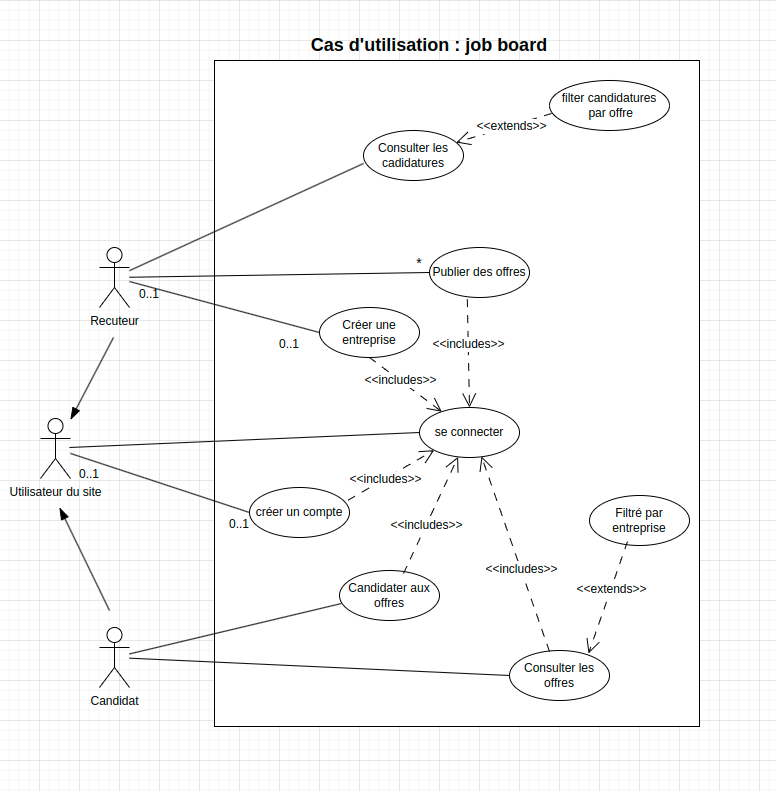 Cas d'utilisation : job board
filter candidatures
par offre
<<extends>>
Consulter les
cadidatures
*
Publier des offres
0..1
Recuteur
Créer une
entreprise
0..1
<<includes>>
<<includes>>
se connecter
0..1
Utilisateur du site
<<includes>>
créer un compte
0..1
<<includes>>
Filtré par
entreprise
<<includes>>
<<extends>>
Candidater aux
offres
Consulter les
offres
Candidat